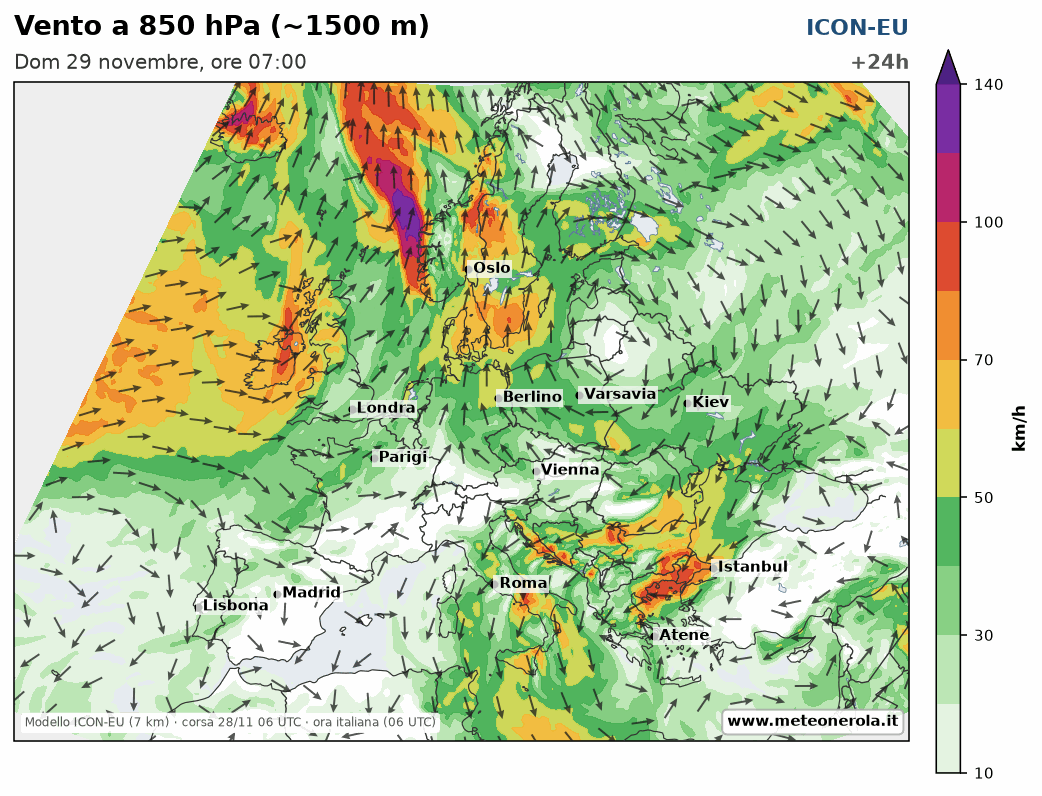 Vento a 850 hPa (~1500 m)
ICON-EU
Dom 29 novembre, ore 07:00
+24h
140
100
70
50
30
10
km/h
Oslo
Londra
Berlino
Varsavia
Kiev
Parigi
Vienna
Istanbul
Roma
Madrid
Lisbona
Atene
Modello ICON-EU (7 km) · corsa 28/11 06 UTC · ora italiana (06 UTC)
www.meteonerola.it